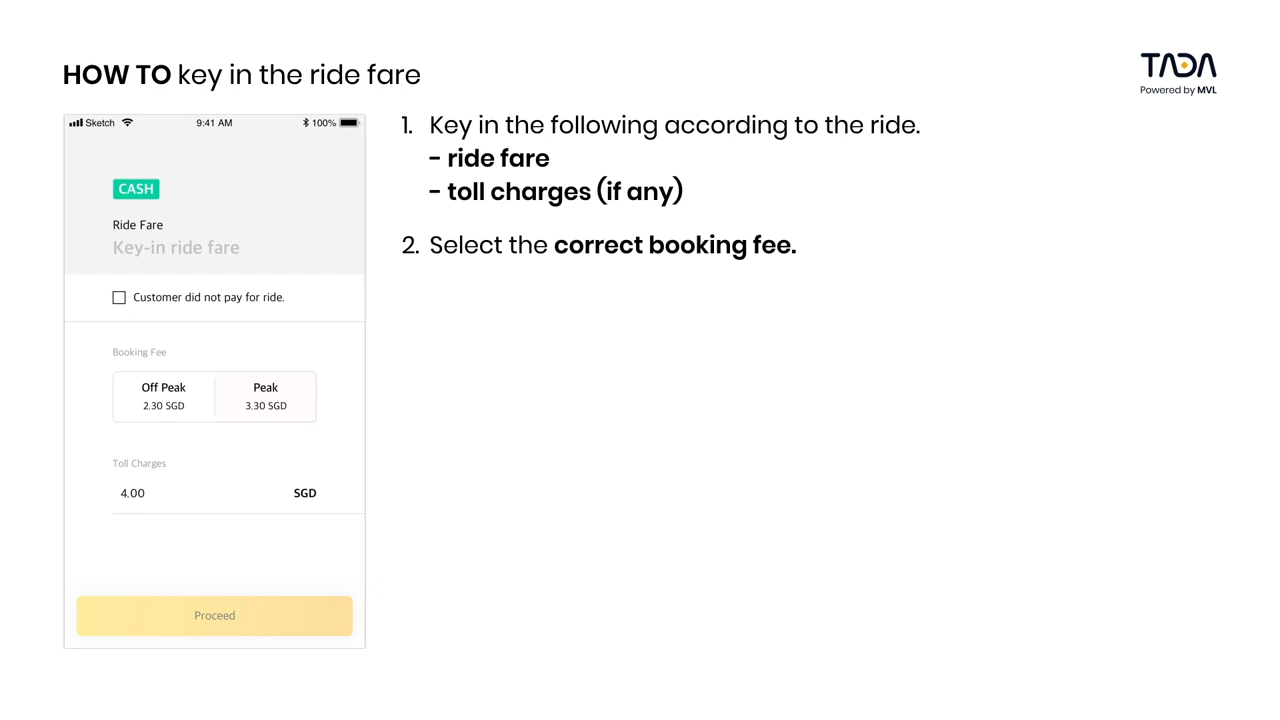 HOW TO key in the ride fare
TADA
Powered by MVL
Sketch 9:41 AM 100%
CASH
Ride Fare
Key-in ride fare
Customer did not pay for ride.
Booking Fee
Off Peak Peak
2.30 SGD 3.30 SGD
Toll Charges
4.00 SGD
Proceed
1. Key in the following according to the ride.
- ride fare
- toll charges (if any)
2. Select the correct booking fee.